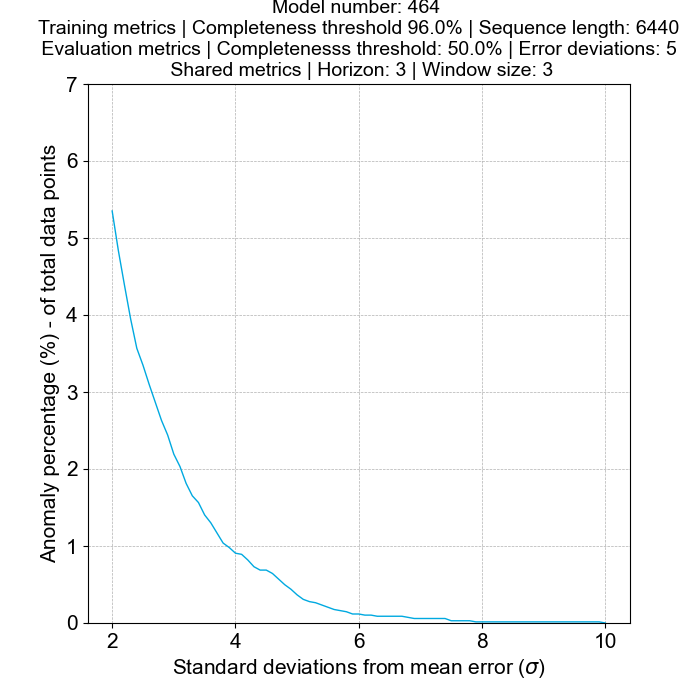 Model number: 464
Training metrics | Completeness threshold 96.0% | Sequence length: 6440
Evaluation metrics | Completenesss threshold: 50.0% | Error deviations: 5
Shared metrics | Horizon: 3 | Window size: 3
Anomaly percentage (%) - of total data points
7
6
5
4
3
2
1
0
2 4 6 8 10
Standard deviations from mean error (σ)